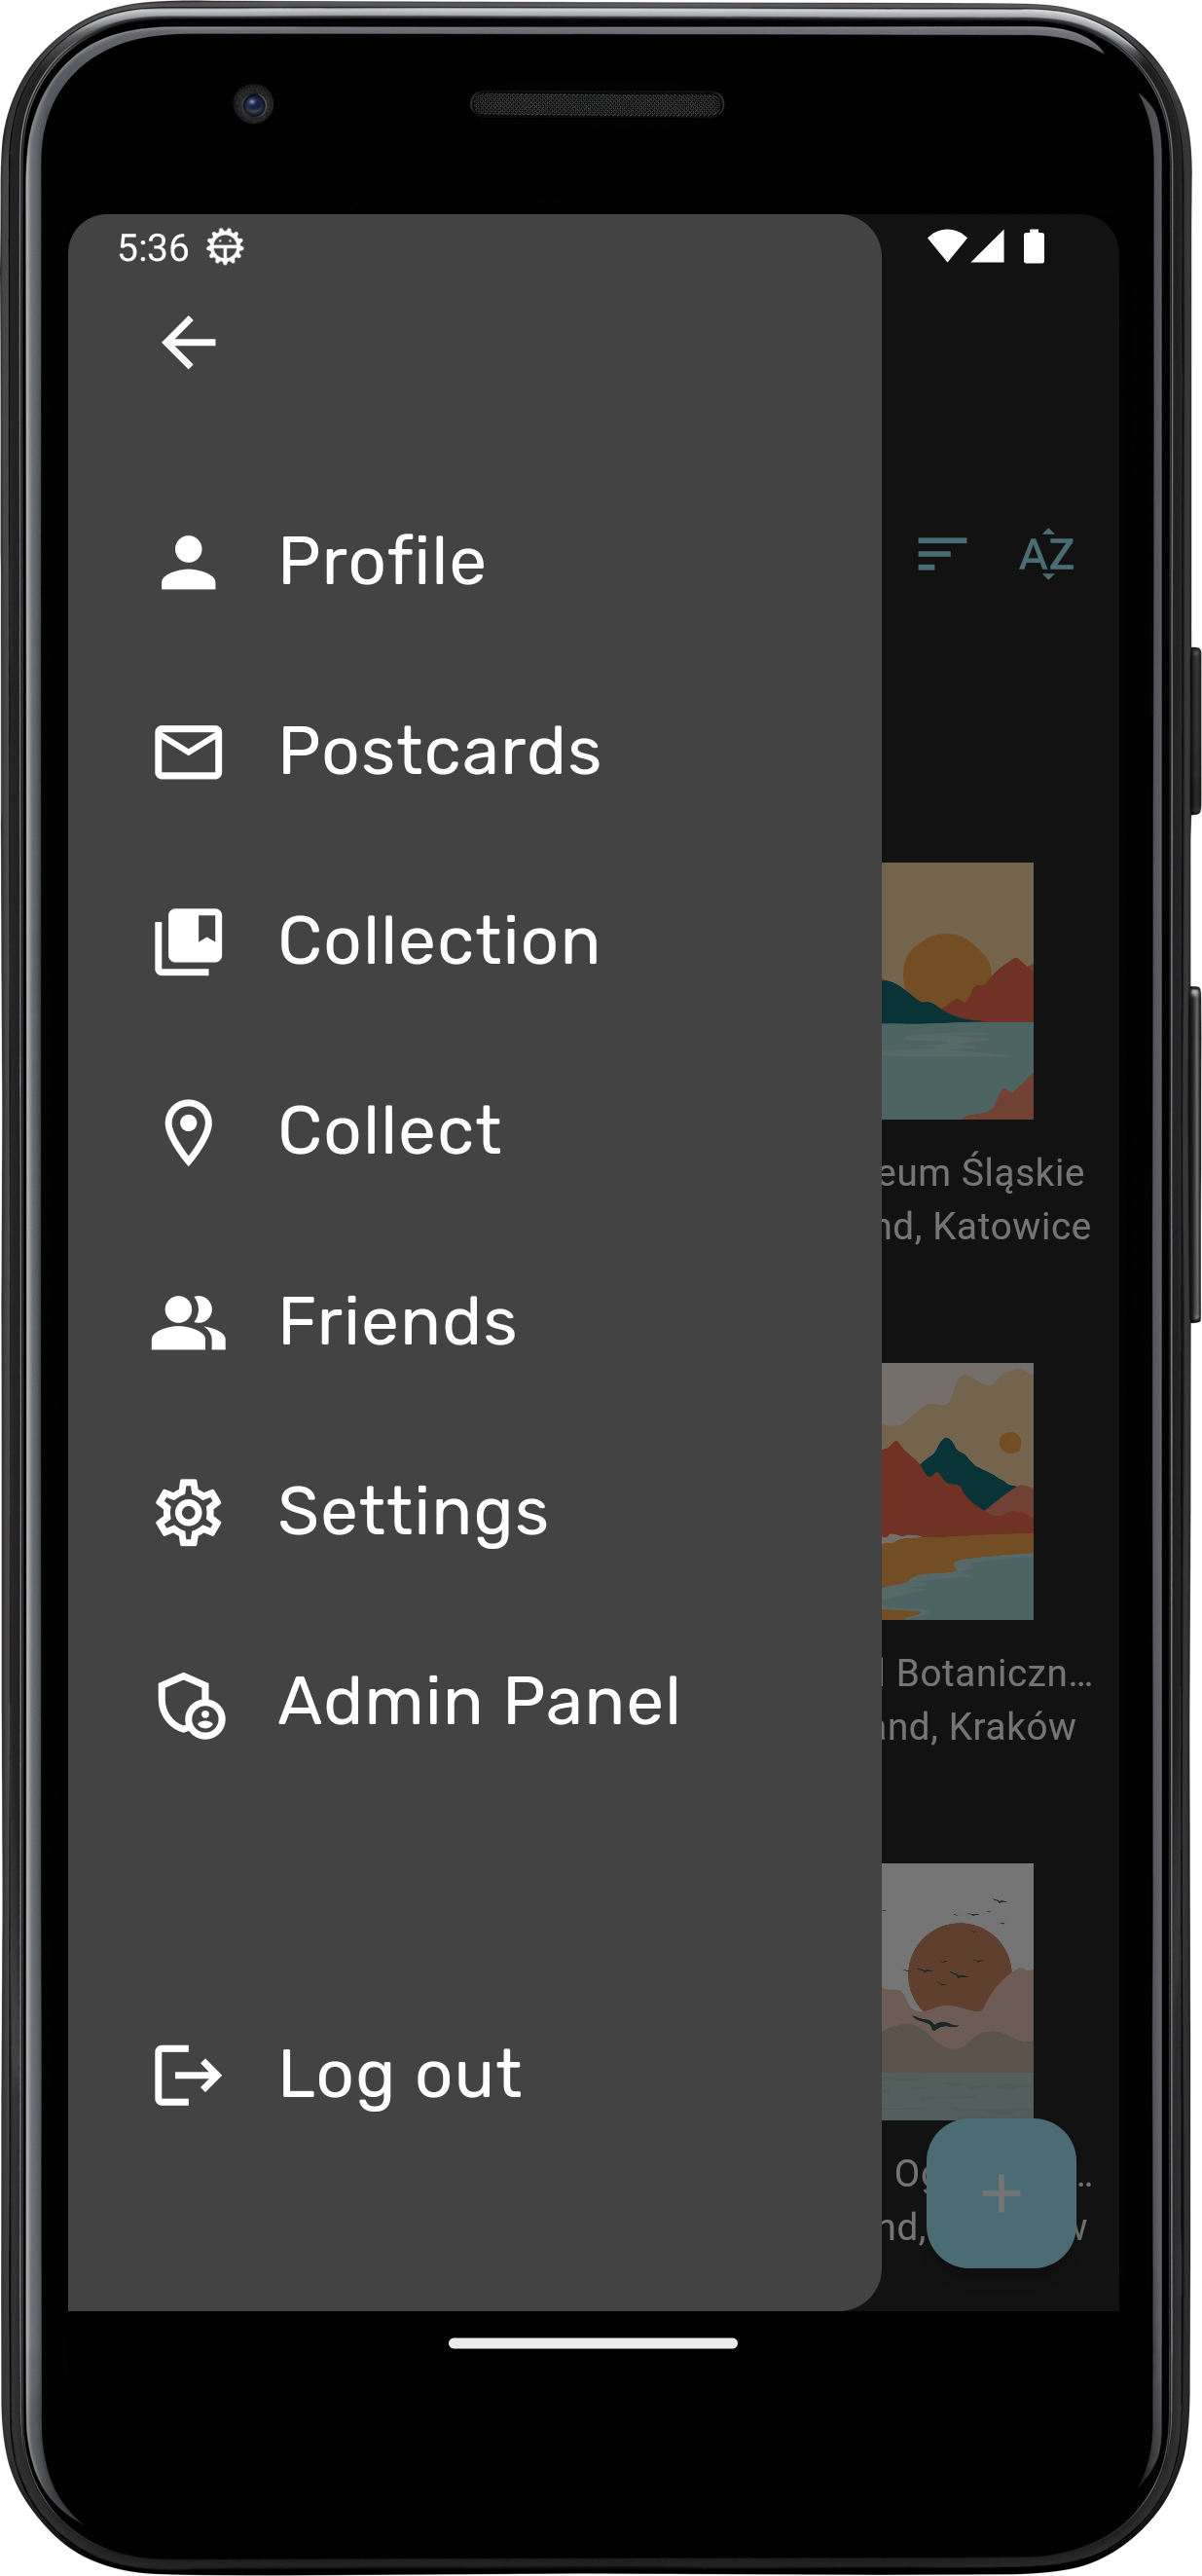 5:36
Profile
AZ
Postcards
Collection
Collect
eum Śląskie
nd, Katowice
Friends
Settings
Botaniczn...
and, Kraków
Admin Panel
Log out
nd,